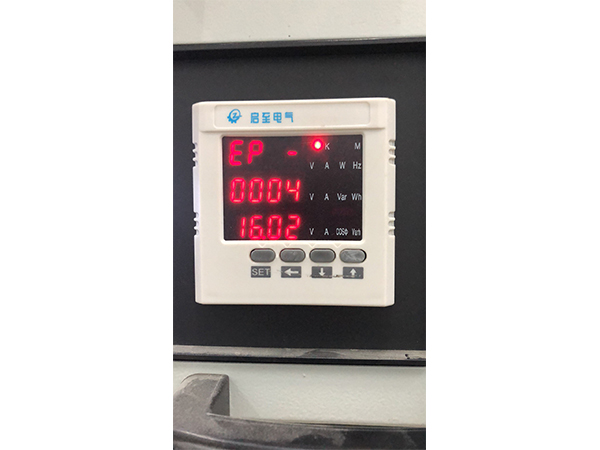 启至电气
EP - K M
V A W Hz
0004 V A Var Wh
16.02 V A COSΦ Varh
SET ← ↓ ↑